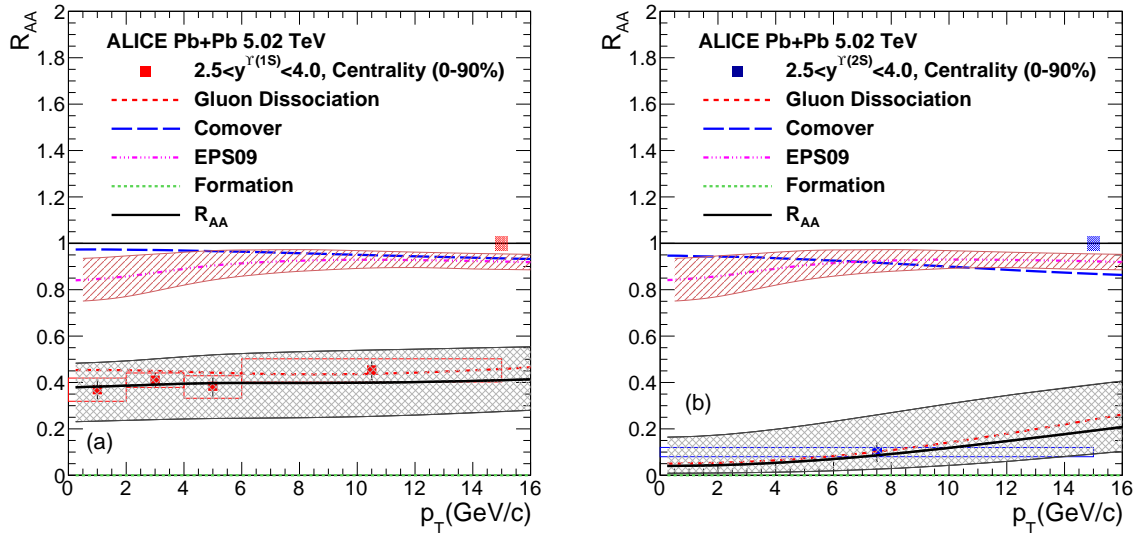 R_AA
2
1.8
1.6
1.4
1.2
1
0.8
0.6
0.4
0.2
0
ALICE Pb+Pb 5.02 TeV
2.5<y^ϒ(1S)<4.0, Centrality (0-90%)
Gluon Dissociation
Comover
EPS09
Formation
R_AA
(a)
0 2 4 6 8 10 12 14 16
p_T(GeV/c)
R_AA
2
1.8
1.6
1.4
1.2
1
0.8
0.6
0.4
0.2
0
ALICE Pb+Pb 5.02 TeV
2.5<y^ϒ(2S)<4.0, Centrality (0-90%)
Gluon Dissociation
Comover
EPS09
Formation
R_AA
(b)
0 2 4 6 8 10 12 14 16
p_T(GeV/c)